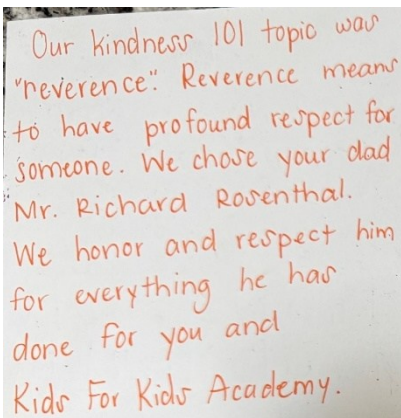 Our kindness 101 topic was
"reverence". Reverence means
to have profound respect for
someone. We chose your dad
Mr. Richard Rosenthal.
We honor and respect him
for everything he has
done for you and
Kids For Kids Academy.